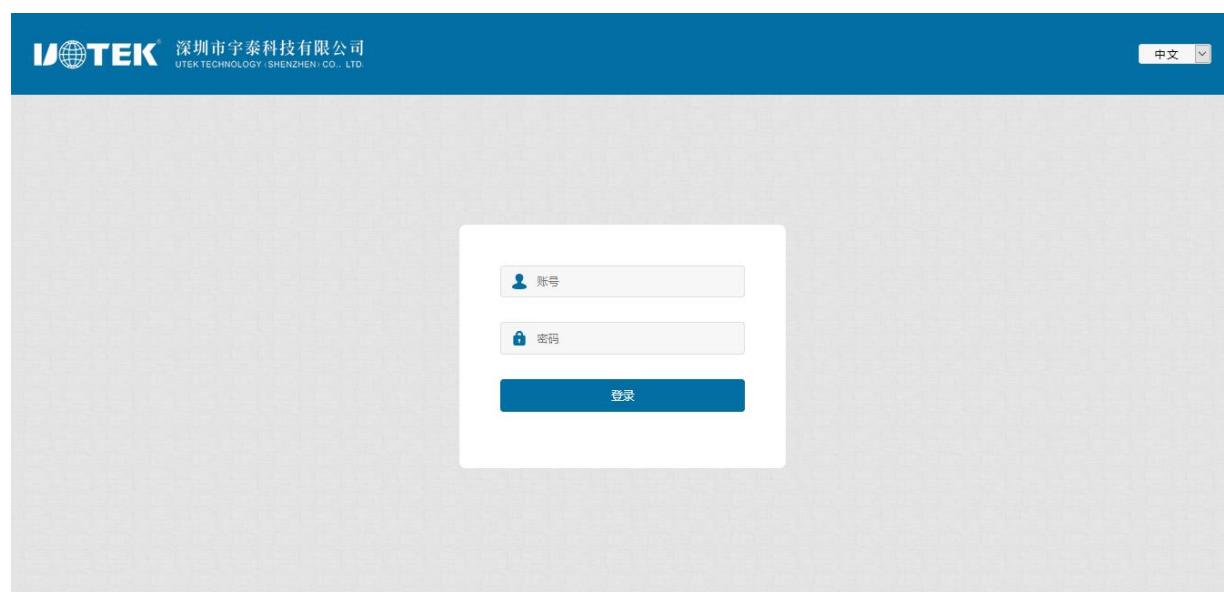 UOTEK®
深圳市宇泰科技有限公司
UTEK TECHNOLOGY (SHENZHEN) CO., LTD.
中文
账号
密码
登录